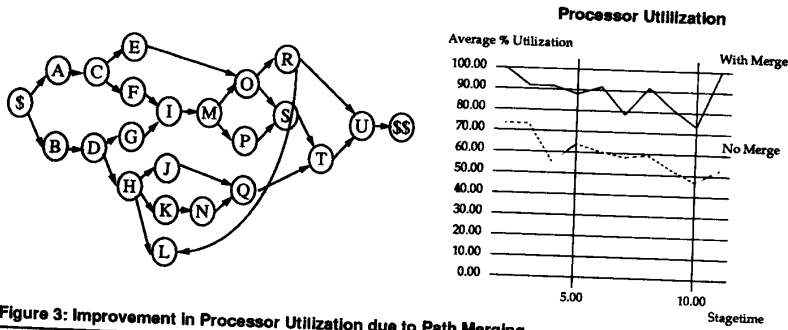 Processor Utlilization
Average % Utilization
With Merge
No Merge
100.00
90.00
80.00
70.00
60.00
50.00
40.00
30.00
20.00
10.00
0.00
5.00 10.00
Stagetime
$ A B C D E F G H I J K L M N O P Q R S T U $$
Figure 3: Improvement in Processor Utilization due to Path Merging